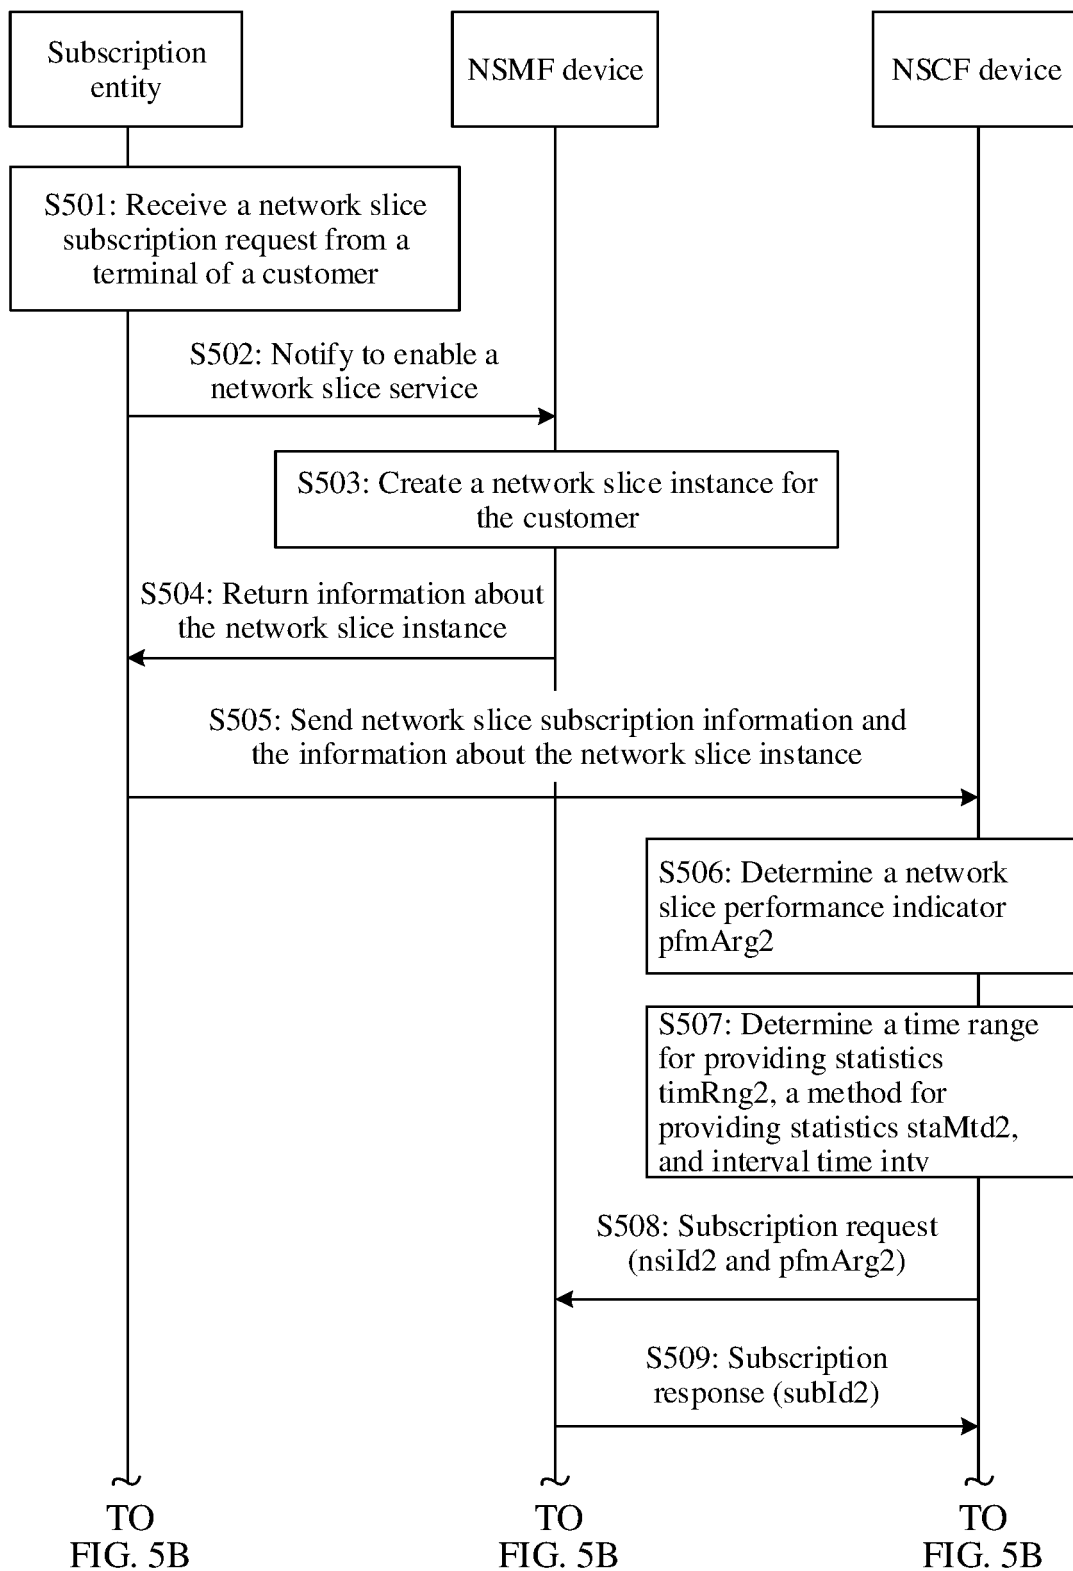 Subscription
entity
NSMF device
NSCF device
S501: Receive a network slice
subscription request from a
terminal of a customer
S502: Notify to enable a
network slice service
S503: Create a network slice instance for
the customer
S504: Return information about
the network slice instance
S505: Send network slice subscription information and
the information about the network slice instance
S506: Determine a network
slice performance indicator
pfmArg2
S507: Determine a time range
for providing statistics
timRng2, a method for
providing statistics staMtd2,
and interval time intv
S508: Subscription request
(nsiId2 and pfmArg2)
S509: Subscription
response (subId2)
TO
FIG. 5B
TO
FIG. 5B
TO
FIG. 5B